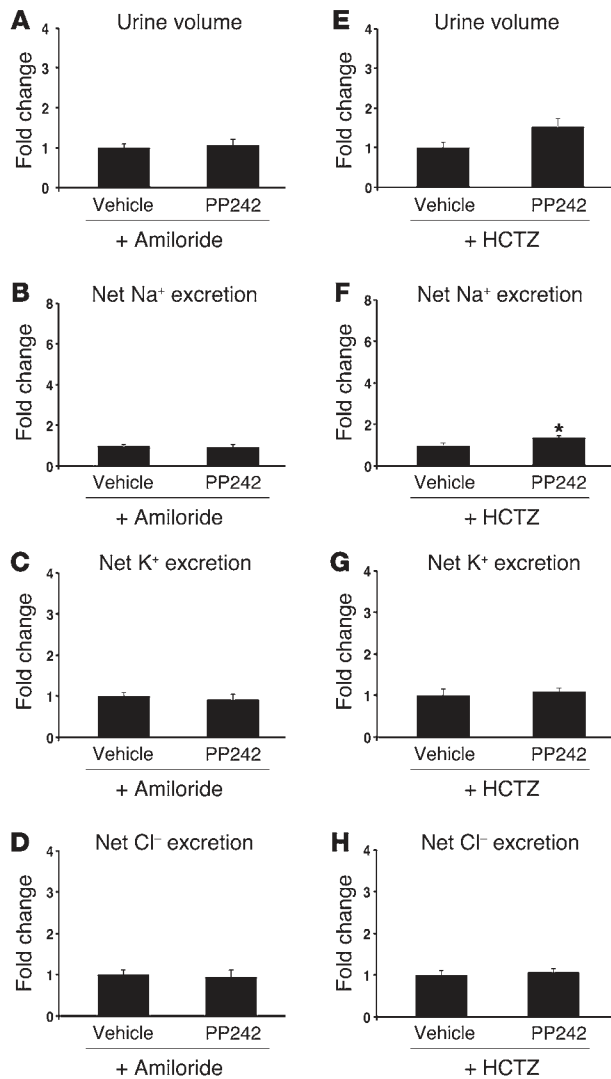 A Urine volume
Fold change
4
3
2
1
0
Vehicle PP242
+ Amiloride
B Net Na⁺ excretion
Fold change
8
6
4
2
0
Vehicle PP242
+ Amiloride
C Net K⁺ excretion
Fold change
4
3
2
1
0
Vehicle PP242
+ Amiloride
D Net Cl⁻ excretion
Fold change
4
3
2
1
0
Vehicle PP242
+ Amiloride
E Urine volume
Fold change
4
3
2
1
0
Vehicle PP242
+ HCTZ
F Net Na⁺ excretion
Fold change
8
6
4
2
0
*
Vehicle PP242
+ HCTZ
G Net K⁺ excretion
Fold change
4
3
2
1
0
Vehicle PP242
+ HCTZ
H Net Cl⁻ excretion
Fold change
4
3
2
1
0
Vehicle PP242
+ HCTZ